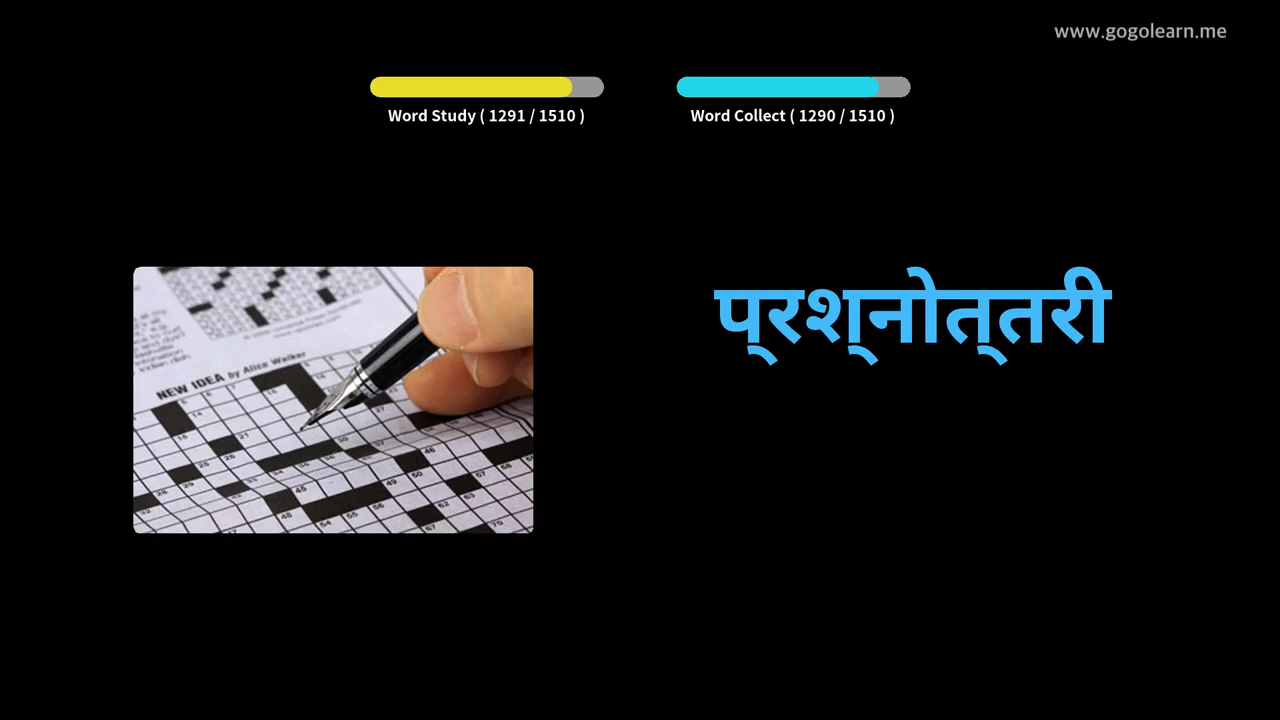 www.gogolearn.me
Word Study ( 1291 / 1510 )
Word Collect ( 1290 / 1510 )
प्रश्नोत्तरी
NEW IDEA by Alice Walker